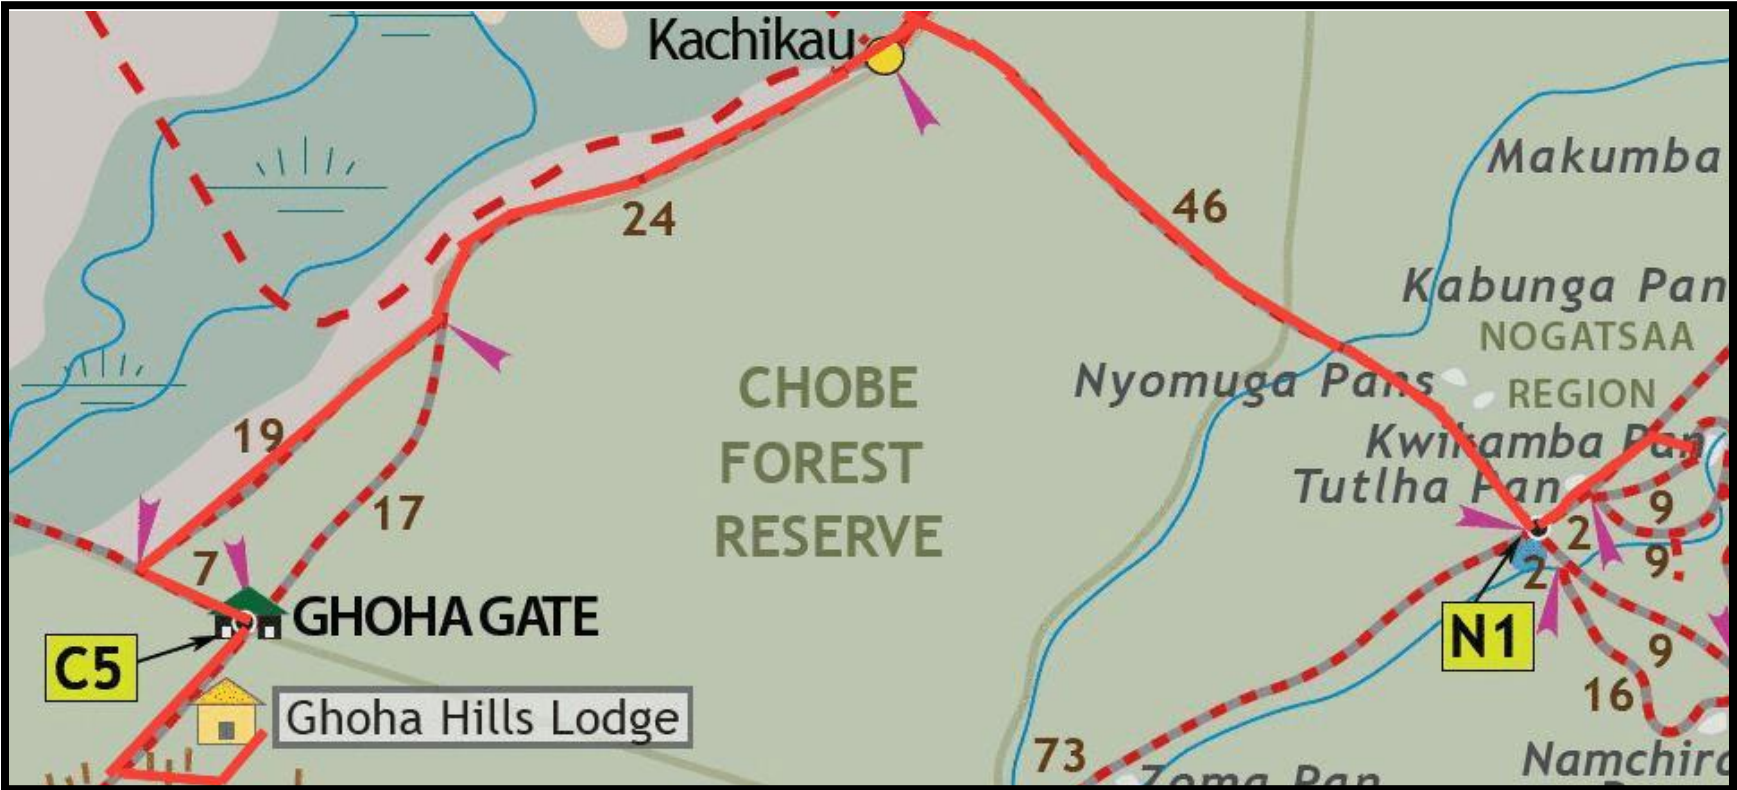 Kachikau
24
46
Makumba
Kabunga Pan
NOGATSAA
REGION
Nyomuga Pans
Kwikamba Pan
Tutlha Pan
CHOBE
FOREST
RESERVE
19
17
7
GHOHA GATE
C5
Ghoha Hills Lodge
9
2
9
2
N1
9
16
73
Zoma Pan
Namchira